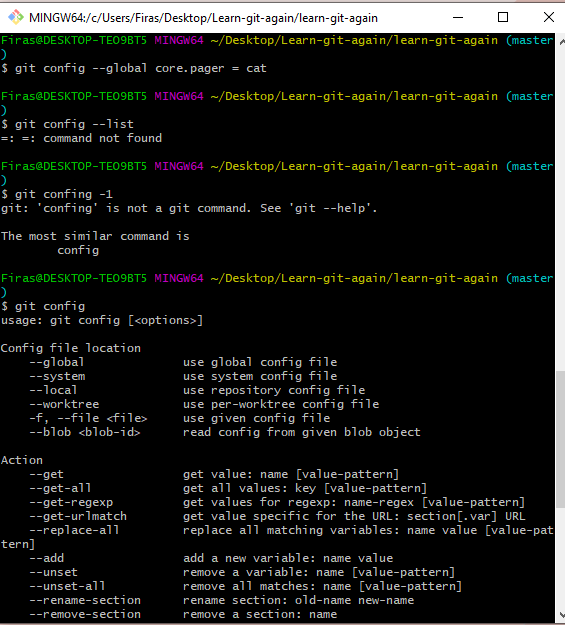 MINGW64:/c/Users/Firas/Desktop/Learn-git-again/learn-git-again
Firas@DESKTOP-TEO9BT5 MINGW64 ~/Desktop/Learn-git-again/learn-git-again (master
)
$ git config --global core.pager = cat
Firas@DESKTOP-TEO9BT5 MINGW64 ~/Desktop/Learn-git-again/learn-git-again (master
)
$ git config --list
=: =: command not found
Firas@DESKTOP-TEO9BT5 MINGW64 ~/Desktop/Learn-git-again/learn-git-again (master
)
$ git confing -1
git: 'confing' is not a git command. See 'git --help'.
The most similar command is
config
Firas@DESKTOP-TEO9BT5 MINGW64 ~/Desktop/Learn-git-again/learn-git-again (master
)
$ git config
usage: git config [<options>]
Config file location
--global use global config file
--system use system config file
--local use repository config file
--worktree use per-worktree config file
-f, --file <file> use given config file
--blob <blob-id> read config from given blob object
Action
--get get value: name [value-pattern]
--get-all get all values: key [value-pattern]
--get-regexp get values for regexp: name-regex [value-pattern]
--get-urlmatch get value specific for the URL: section[.var] URL
--replace-all replace all matching variables: name value [value-pat
tern]
--add add a new variable: name value
--unset remove a variable: name [value-pattern]
--unset-all remove all matches: name [value-pattern]
--rename-section rename section: old-name new-name
--remove-section remove a section: name